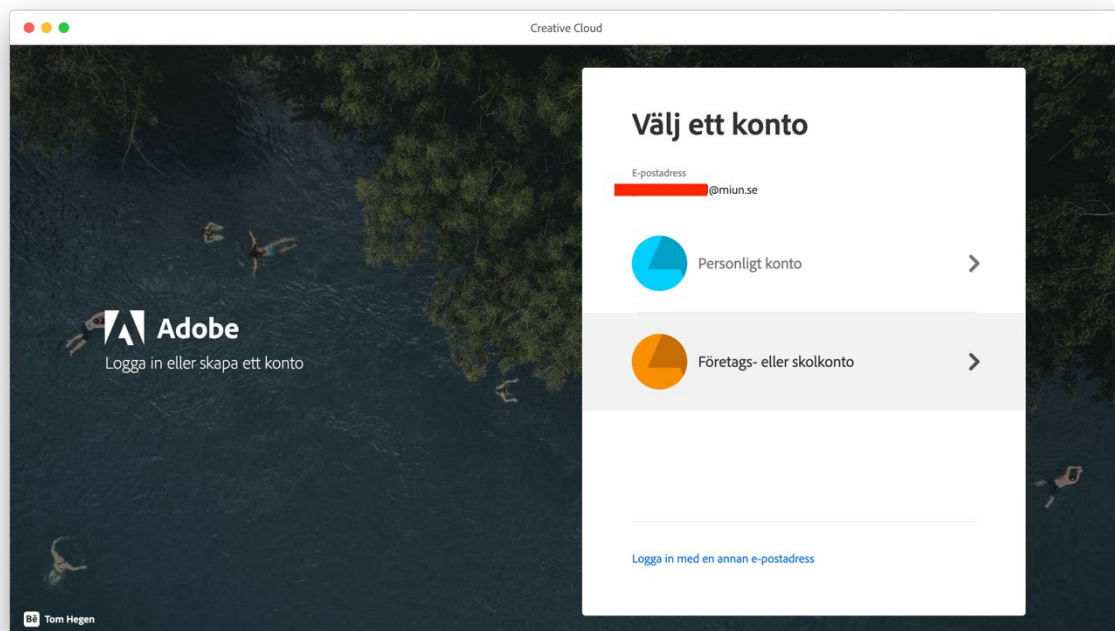 Creative Cloud
Adobe
Logga in eller skapa ett konto
Bē Tom Hegen
Välj ett konto
E-postadress
@miun.se
Personligt konto
Företags- eller skolkonto
Logga in med en annan e-postadress